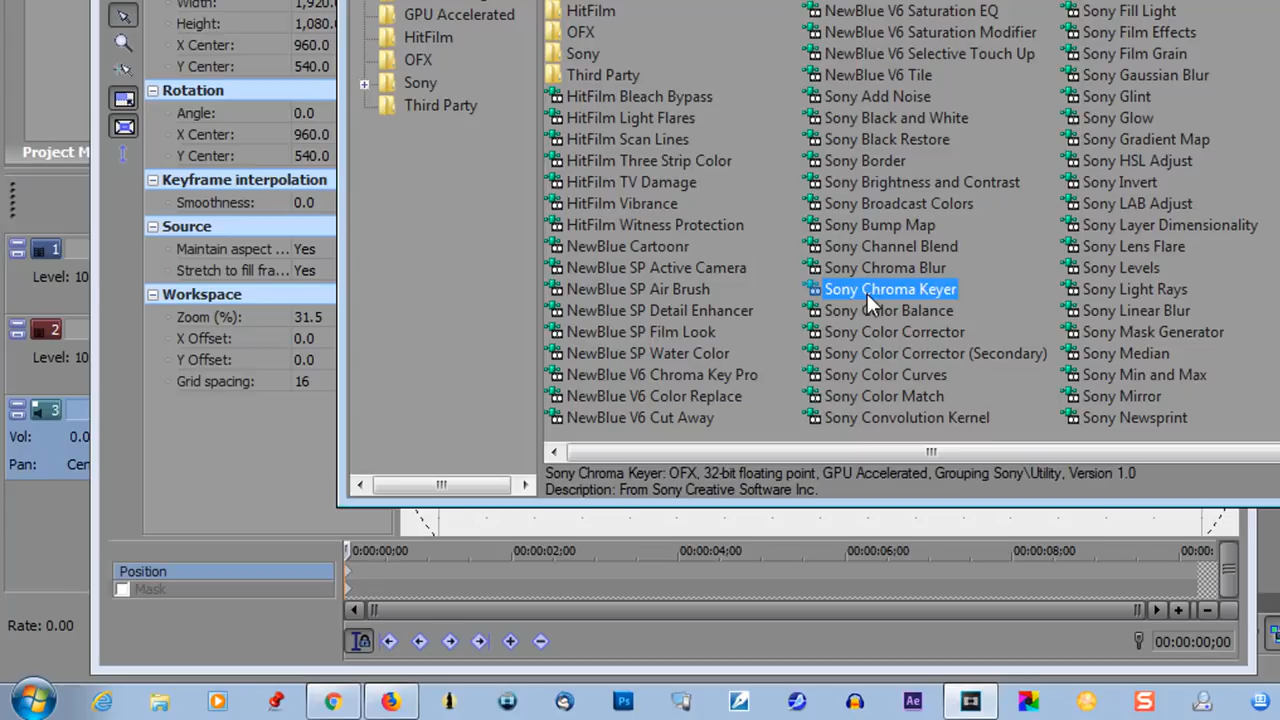 Width: 1,920.
Height: 1,080.
X Center: 960.0
Y Center: 540.0
Rotation
Angle: 0.0
X Center: 960.0
Y Center: 540.0
Keyframe interpolation
Smoothness: 0.0
Source
Maintain aspect ... Yes
Stretch to fill fra... Yes
Workspace
Zoom (%): 31.5
X Offset: 0.0
Y Offset: 0.0
Grid spacing: 16
Project M
1
Level: 10
2
Level: 10
3
Vol: 0.0
Pan: Cen
Rate: 0.00
GPU Accelerated
HitFilm
OFX
Sony
Third Party
HitFilm
OFX
Sony
Third Party
HitFilm Bleach Bypass
HitFilm Light Flares
HitFilm Scan Lines
HitFilm Three Strip Color
HitFilm TV Damage
HitFilm Vibrance
HitFilm Witness Protection
NewBlue Cartoonr
NewBlue SP Active Camera
NewBlue SP Air Brush
NewBlue SP Detail Enhancer
NewBlue SP Film Look
NewBlue SP Water Color
NewBlue V6 Chroma Key Pro
NewBlue V6 Color Replace
NewBlue V6 Cut Away
NewBlue V6 Saturation EQ
NewBlue V6 Saturation Modifier
NewBlue V6 Selective Touch Up
NewBlue V6 Tile
Sony Add Noise
Sony Black and White
Sony Black Restore
Sony Border
Sony Brightness and Contrast
Sony Broadcast Colors
Sony Bump Map
Sony Channel Blend
Sony Chroma Blur
Sony Chroma Keyer
Sony Color Balance
Sony Color Corrector
Sony Color Corrector (Secondary)
Sony Color Curves
Sony Color Match
Sony Convolution Kernel
Sony Fill Light
Sony Film Effects
Sony Film Grain
Sony Gaussian Blur
Sony Glint
Sony Glow
Sony Gradient Map
Sony HSL Adjust
Sony Invert
Sony LAB Adjust
Sony Layer Dimensionality
Sony Lens Flare
Sony Levels
Sony Light Rays
Sony Linear Blur
Sony Mask Generator
Sony Median
Sony Min and Max
Sony Mirror
Sony Newsprint
Sony Chroma Keyer: OFX, 32-bit floating point, GPU Accelerated, Grouping Sony\Utility, Version 1.0
Description: From Sony Creative Software Inc.
0:00:00;00 00:00:02;00 00:00:04;00 00:00:06;00 00:00:08;00 00:00:
Position
Mask
00:00:00;00
Ps
Ae
S